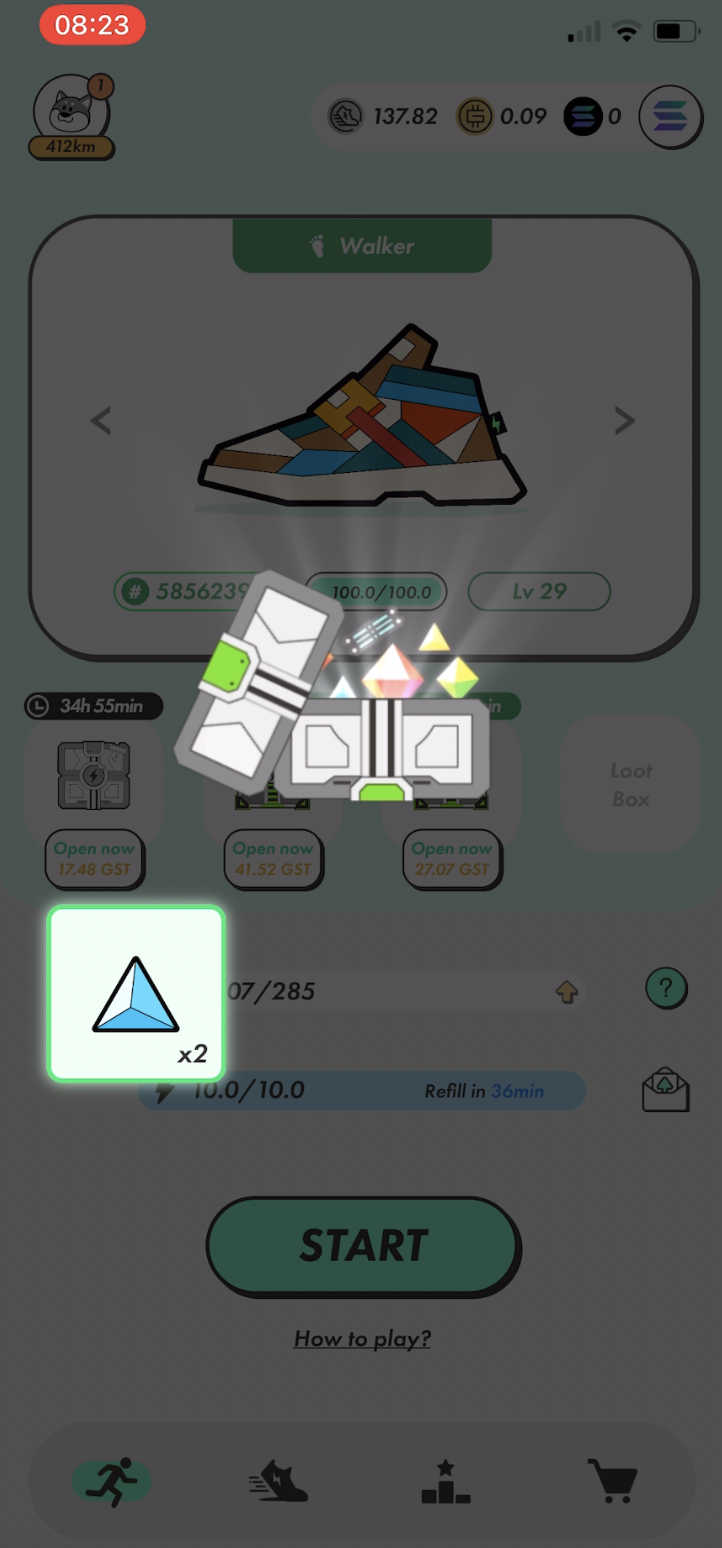 08:23
1
412km
137.82
0.09
0
Walker
# 5856239
100.0/100.0
Lv 29
34h 55min
in
Loot
Box
Open now
17.48 GST
Open now
41.52 GST
Open now
27.07 GST
07/285
?
x2
10.0/10.0
Refill in 36min
START
How to play?